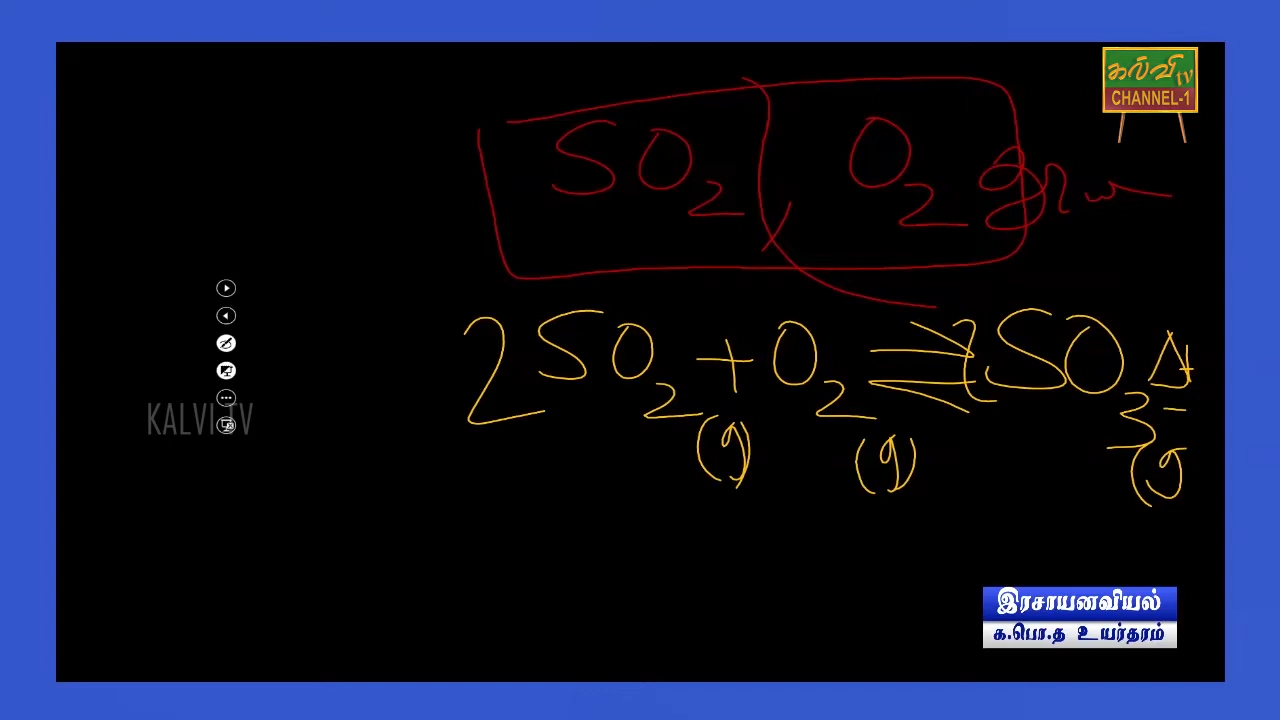 கல்வி TV
CHANNEL-1
SO₂, O₂
2SO₂ + O₂ ⇌ 2SO₃ Δ
(g) (g) (g
KALVI TV
இரசாயனவியல்
க.பொ.த உயர்தரம்